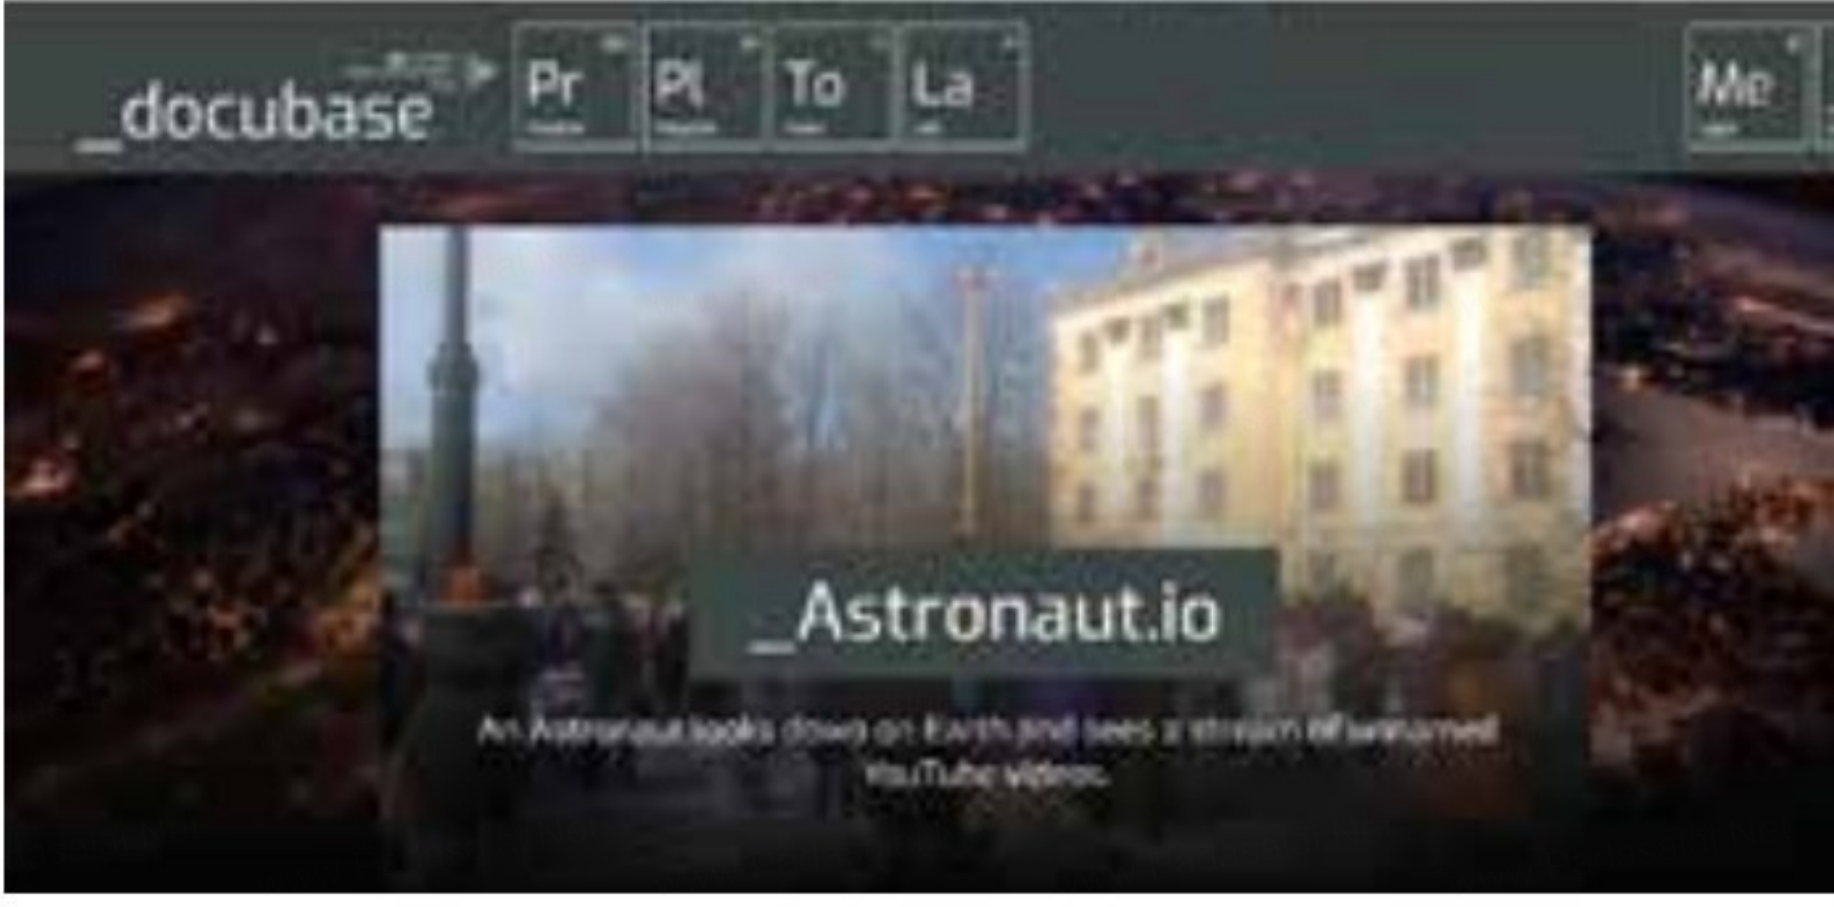 _docubase
Pr Pl To La Me
_Astronaut.io
An Astronaut looks down on Earth and sees a stream of unnamed
YouTube videos.